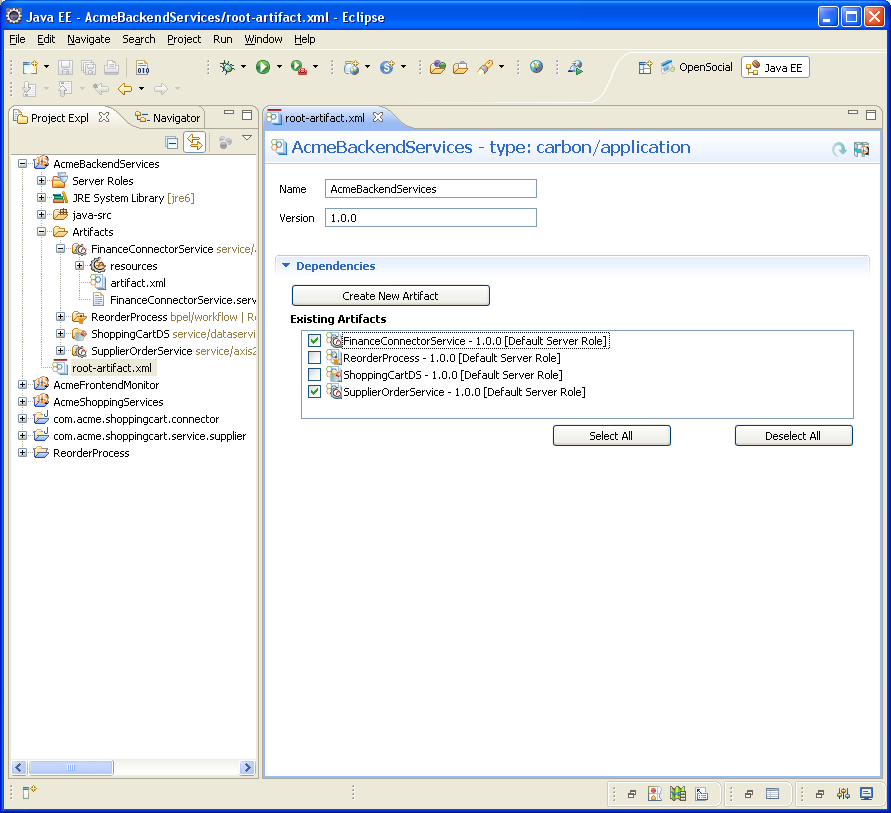 Java EE - AcmeBackendServices/root-artifact.xml - Eclipse
File Edit Navigate Search Project Run Window Help
OpenSocial Java EE
Project Expl Navigator
root-artifact.xml
AcmeBackendServices - type: carbon/application
AcmeBackendServices
Server Roles
JRE System Library [jre6]
java-src
Artifacts
FinanceConnectorService service/
resources
artifact.xml
FinanceConnectorService.serv
ReorderProcess bpel/workflow | R
ShoppingCartDS service/dataservi
SupplierOrderService service/axis2
root-artifact.xml
AcmeFrontendMonitor
AcmeShoppingServices
com.acme.shoppingcart.connector
com.acme.shoppingcart.service.supplier
ReorderProcess
Name AcmeBackendServices
Version 1.0.0
Dependencies
Create New Artifact
Existing Artifacts
FinanceConnectorService - 1.0.0 [Default Server Role]
ReorderProcess - 1.0.0 [Default Server Role]
ShoppingCartDS - 1.0.0 [Default Server Role]
SupplierOrderService - 1.0.0 [Default Server Role]
Select All Deselect All